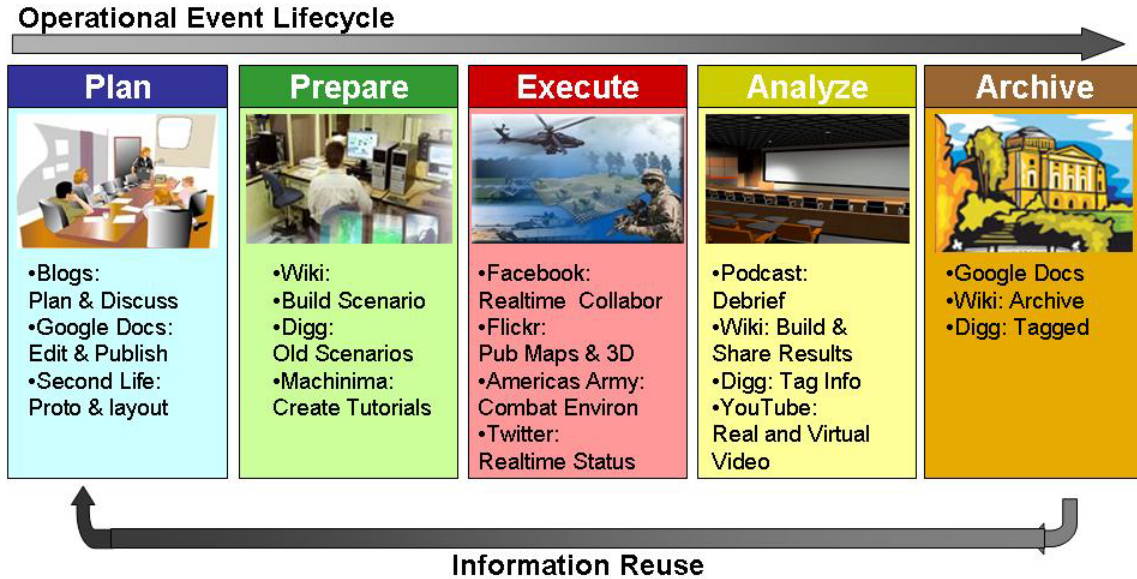 Operational Event Lifecycle
Plan
•Blogs:
Plan & Discuss
•Google Docs:
Edit & Publish
•Second Life:
Proto & layout
Prepare
•Wiki:
•Build Scenario
•Digg:
Old Scenarios
•Machinima:
Create Tutorials
Execute
•Facebook:
Realtime Collabor
•Flickr:
Pub Maps & 3D
•Americas Army:
Combat Environ
•Twitter:
Realtime Status
Analyze
•Podcast:
Debrief
•Wiki: Build &
Share Results
•Digg: Tag Info
•YouTube:
Real and Virtual
Video
Archive
•Google Docs
•Wiki: Archive
•Digg: Tagged
Information Reuse